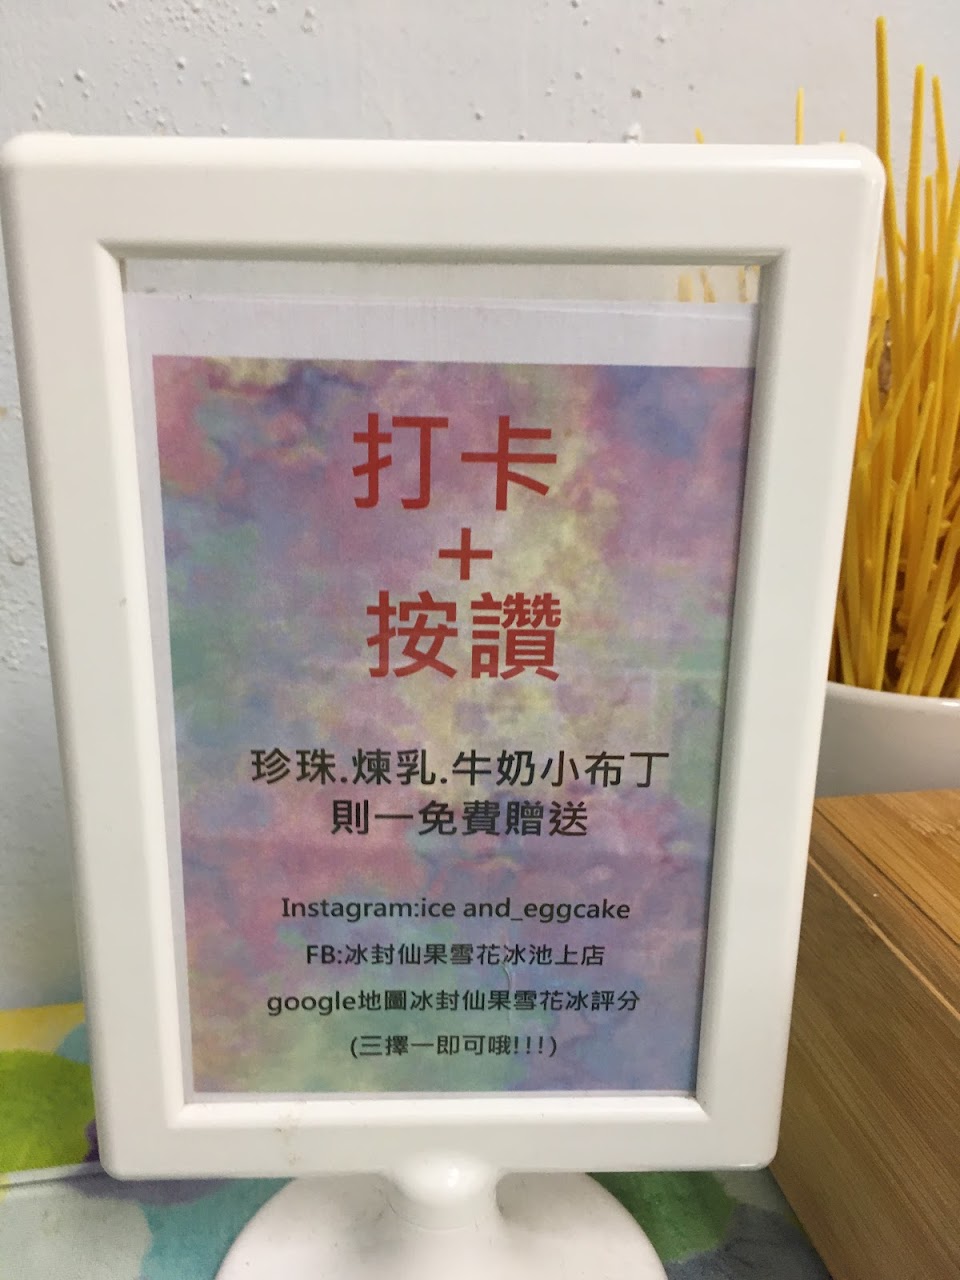 打卡
+
按讚
珍珠.煉乳.牛奶小布丁
則一免費贈送
Instagram:ice and_eggcake
FB:冰封仙果雪花冰池上店
google地圖冰封仙果雪花冰評分
(三擇一即可哦!!!)